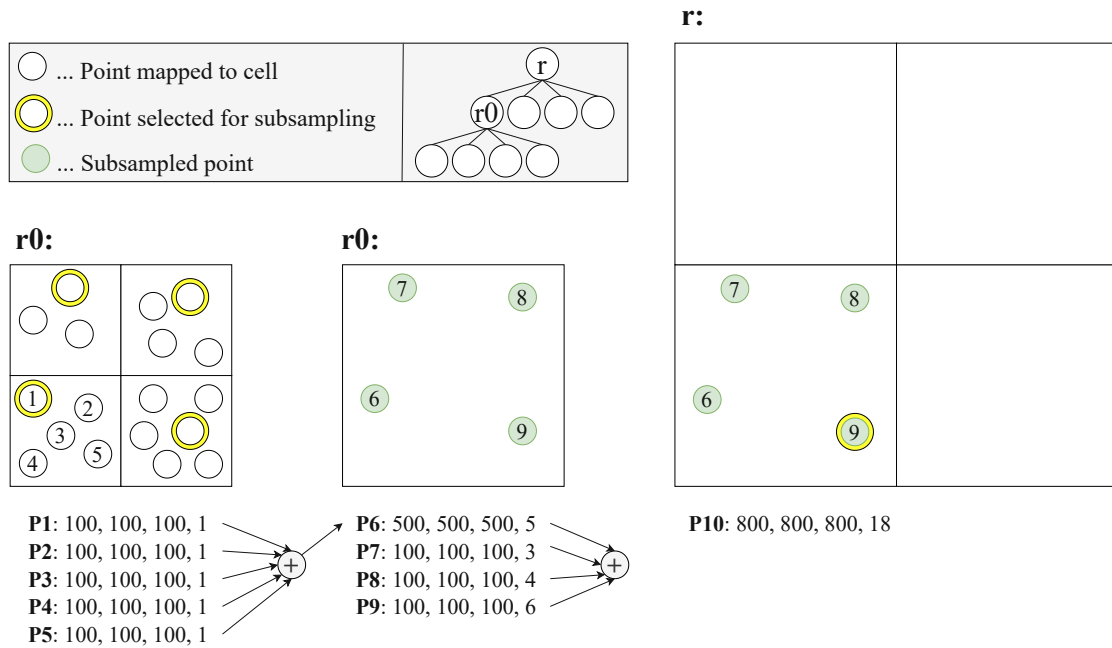 r:
... Point mapped to cell
... Point selected for subsampling
... Subsampled point
r
r0
r0:
r0:
1
2
3
4
5
7
8
6
9
7
8
6
9
P1: 100, 100, 100, 1
P2: 100, 100, 100, 1
P3: 100, 100, 100, 1
P4: 100, 100, 100, 1
P5: 100, 100, 100, 1
+
P6: 500, 500, 500, 5
P7: 100, 100, 100, 3
P8: 100, 100, 100, 4
P9: 100, 100, 100, 6
+
P10: 800, 800, 800, 18